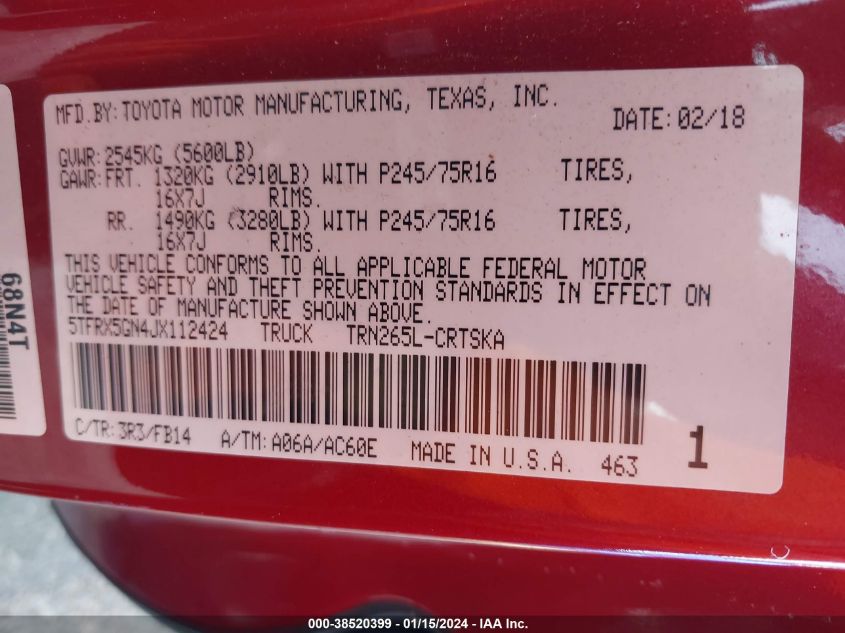 MFD.BY:TOYOTA MOTOR MANUFACTURING, TEXAS, INC.
DATE:02/18
GVWR:2545KG (5600LB)
GAWR:FRT. 1320KG (2910LB) WITH P245/75R16 TIRES,
16X7J RIMS.
RR. 1490KG (3280LB) WITH P245/75R16 TIRES,
16X7J RIMS.
THIS VEHICLE CONFORMS TO ALL APPLICABLE FEDERAL MOTOR
VEHICLE SAFETY AND THEFT PREVENTION STANDARDS IN EFFECT ON
THE DATE OF MANUFACTURE SHOWN ABOVE.
5TFRX5GN4JX112424 TRUCK TRN265L-CRTSKA
C/TR:3R3/FB14 A/TM:A06A/AC60E MADE IN U.S.A. 463 1
68N4T
000-38520399 - 01/15/2024 - IAA Inc.